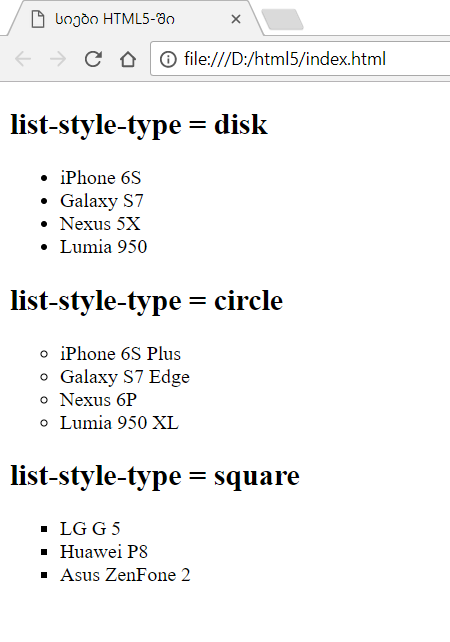 სიები HTML5-ში
file:///D:/html5/index.html
list-style-type = disk
iPhone 6S
Galaxy S7
Nexus 5X
Lumia 950
list-style-type = circle
iPhone 6S Plus
Galaxy S7 Edge
Nexus 6P
Lumia 950 XL
list-style-type = square
LG G 5
Huawei P8
Asus ZenFone 2